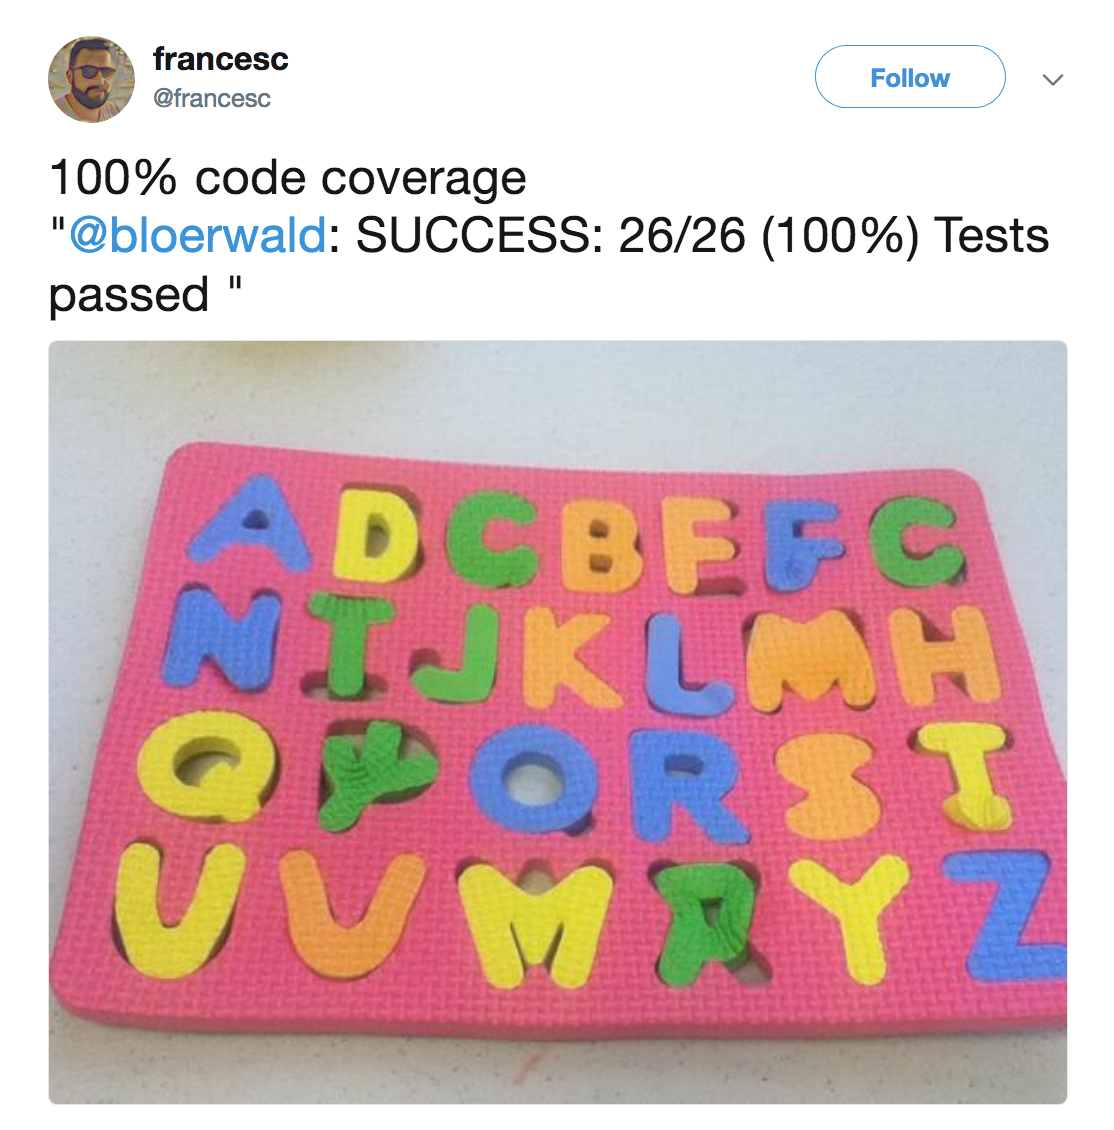 francesc
@francesc
Follow
100% code coverage
"@bloerwald: SUCCESS: 26/26 (100%) Tests
passed "
A D C B F F C
N I J K L M H
Q Y O R S I
U V M R Y Z